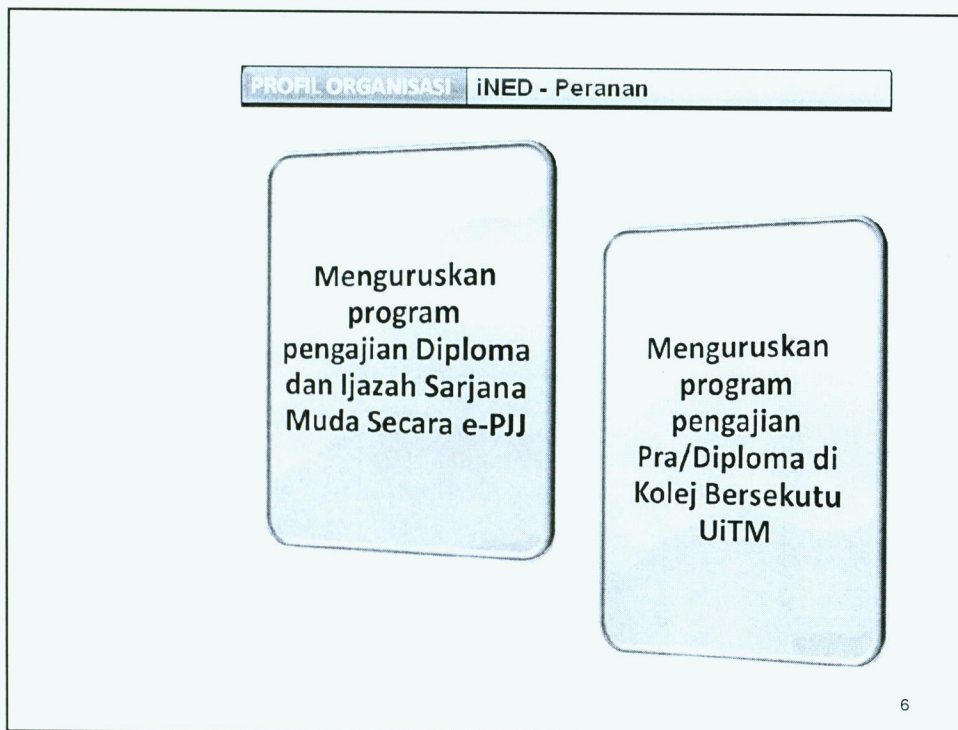 PROFIL ORGANISASI iNED - Peranan
Menguruskan
program
pengajian Diploma
dan Ijazah Sarjana
Muda Secara e-PJJ
Menguruskan
program
pengajian
Pra/Diploma di
Kolej Bersekutu
UiTM
6